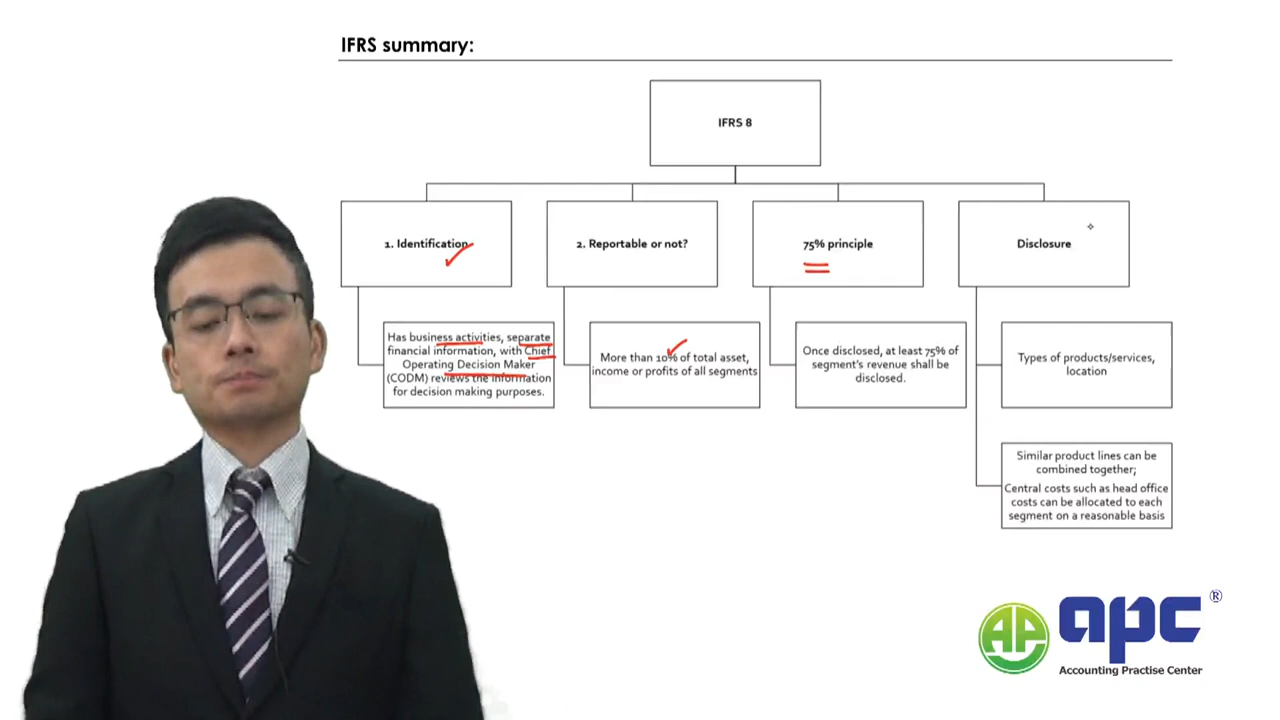 IFRS summary:
IFRS 8
1. Identification
2. Reportable or not?
75% principle
Disclosure
Has business activities, separate
financial information, with Chief
Operating Decision Maker
(CODM) reviews the information
for decision making purposes.
More than 10% of total asset,
income or profits of all segments
Once disclosed, at least 75% of
segment's revenue shall be
disclosed.
Types of products/services,
location
Similar product lines can be
combined together;
Central costs such as head office
costs can be allocated to each
segment on a reasonable basis
AP apc ®
Accounting Practise Center